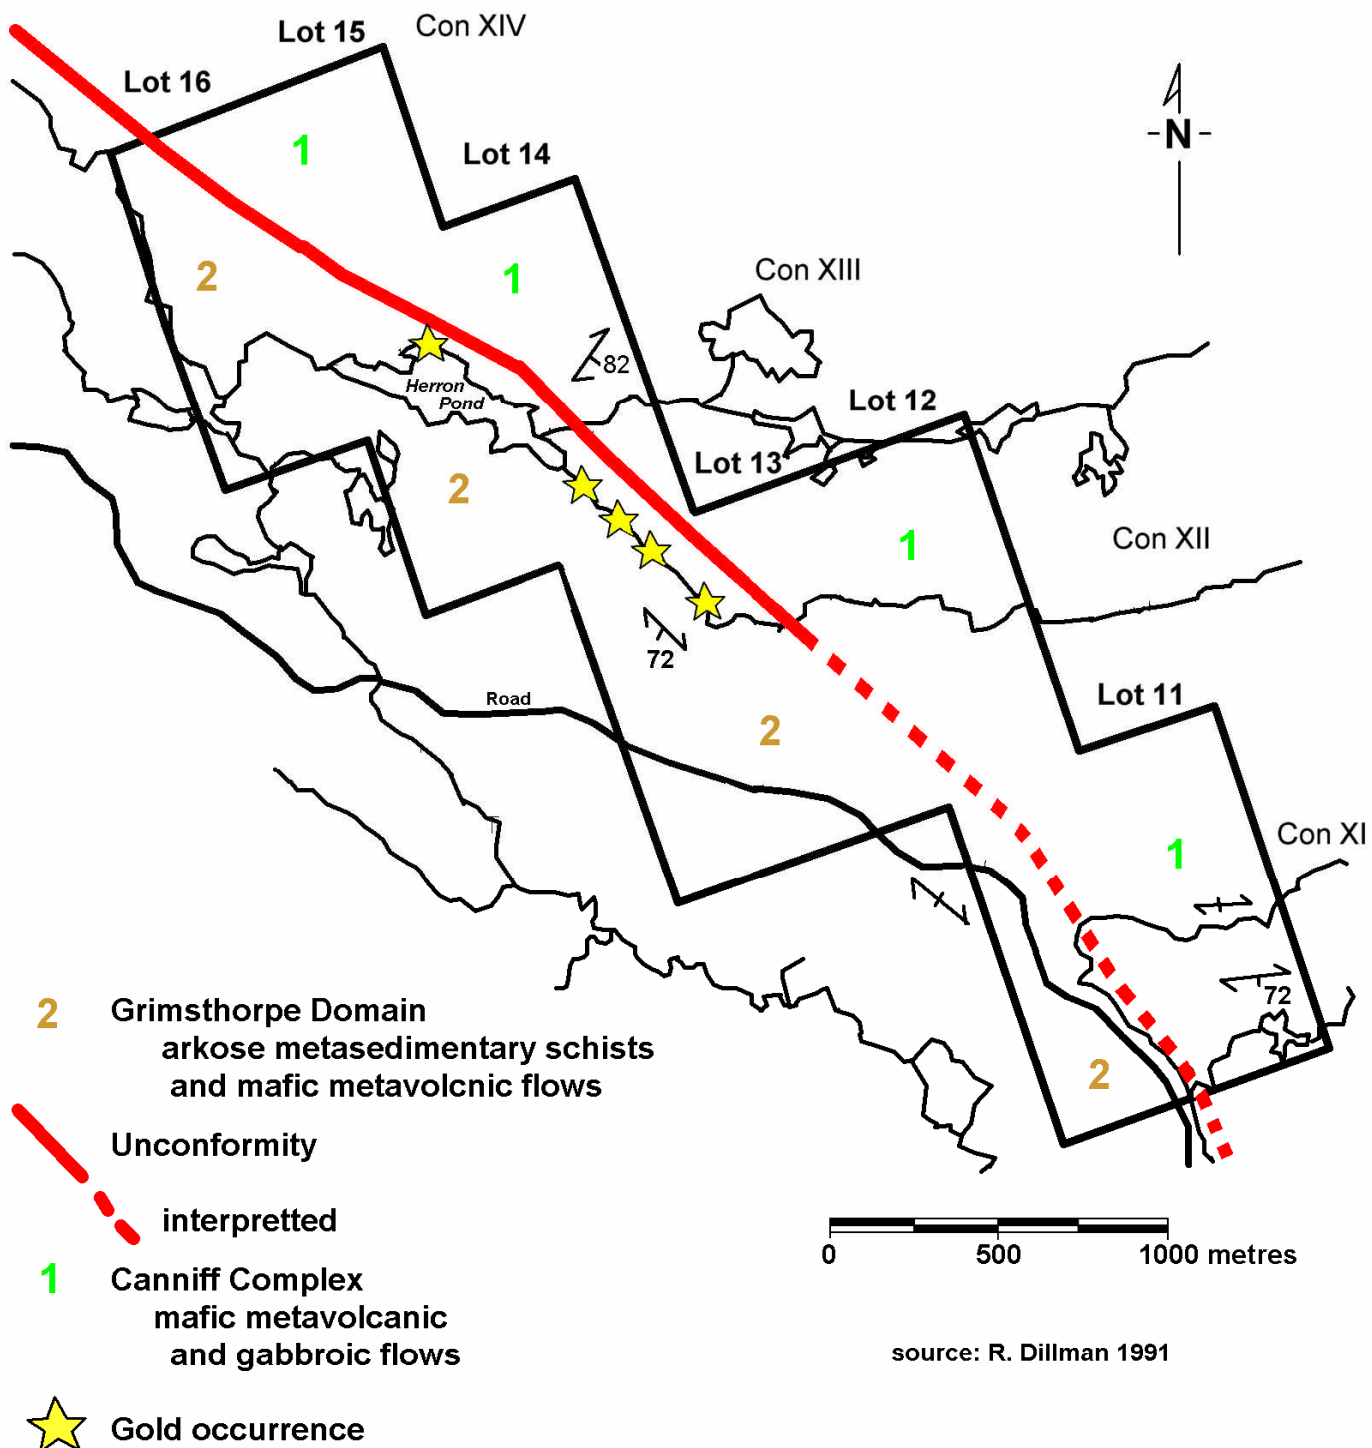 Con XIV
Lot 15
Lot 16
N
Lot 14
1
2
1
Con XIII
82
Herron
Pond
Lot 12
Lot 13
2
1
Con XII
72
Lot 11
Road
2
Con XI
1
72
2
2 Grimsthorpe Domain
arkose metasedimentary schists
and mafic metavolcnic flows
Unconformity
interpretted
1 Canniff Complex
mafic metavolcanic
and gabbroic flows
Gold occurrence
0 500 1000 metres
source: R. Dillman 1991